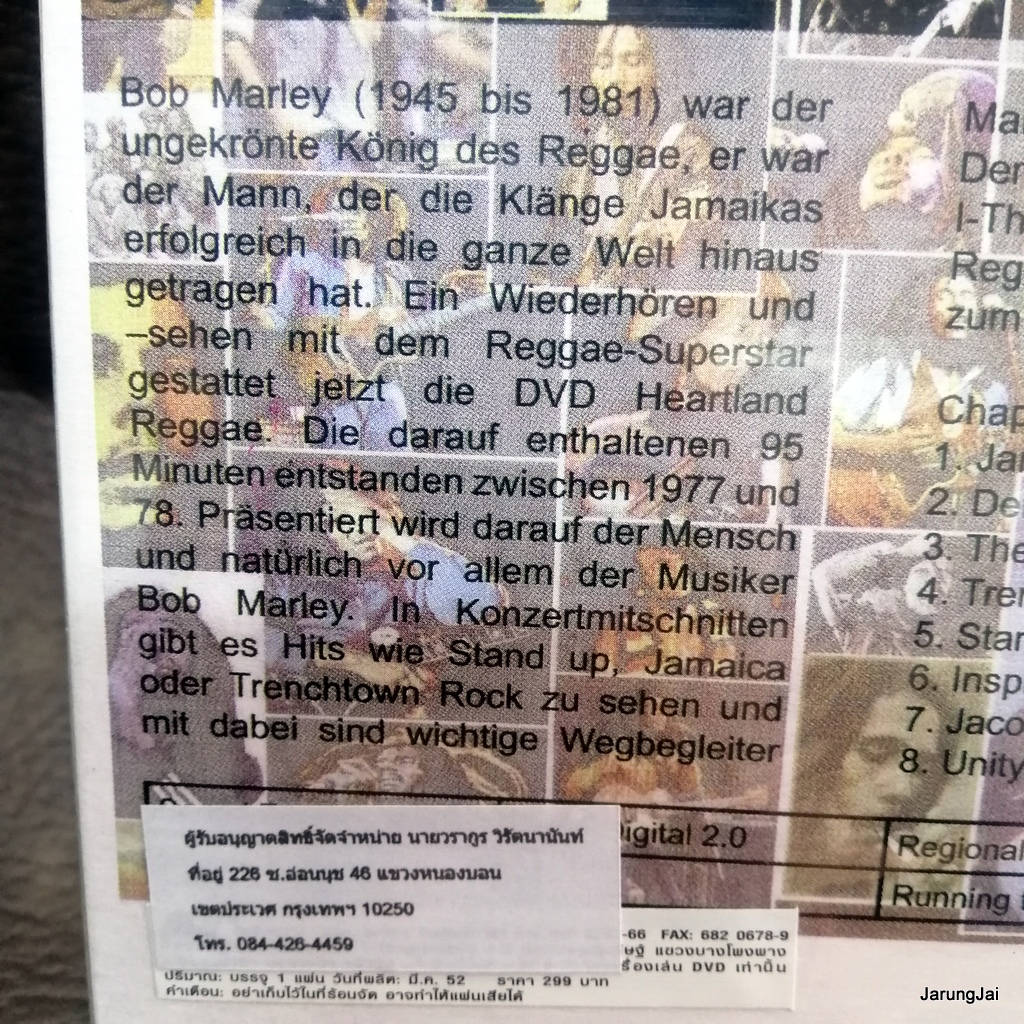 Bob Marley (1945 bis 1981) war der
ungekrönte König des Reggae, er war
der Mann, der die Klänge Jamaikas
erfolgreich in die ganze Welt hinaus
getragen hat. Ein Wiederhören und
–sehen mit dem Reggae-Superstar
gestattet jetzt die DVD Heartland
Reggae. Die darauf enthaltenen 95
Minuten entstanden zwischen 1977 und
78. Präsentiert wird darauf der Mensch
und natürlich vor allem der Musiker
Bob Marley. In Konzertmitschnitten
gibt es Hits wie Stand up, Jamaica
oder Trenchtown Rock zu sehen und
mit dabei sind wichtige Wegbegleiter
Ma
Der
I-Th
Reg
zum
Chap
1. Ja
2. De
3. The
4. Tre
5. Star
6. Insp
7. Jaco
8. Unity
igital 2.0
Regional
Running
ผู้รับอนุญาตสิทธิ์จัดจำหน่าย นายวรากูร วิรัตนานันท์
ที่อยู่ 226 ซ.อ่อนนุช 46 แขวงหนองบอน
เขตประเวศ กรุงเทพฯ 10250
โทร. 084-426-4459
-66 FAX: 682 0678-9
แขวงบางโพงพาง
เล่น DVD เท่านั้น
ปริมาณ: บรรจุ 1 แผ่น วันที่ผลิต: มี.ค. 52 ราคา 299 บาท
คำเตือน: อย่าเก็บไว้ในที่ร้อนจัด อาจทำให้แผ่นเสียได้
JarungJai